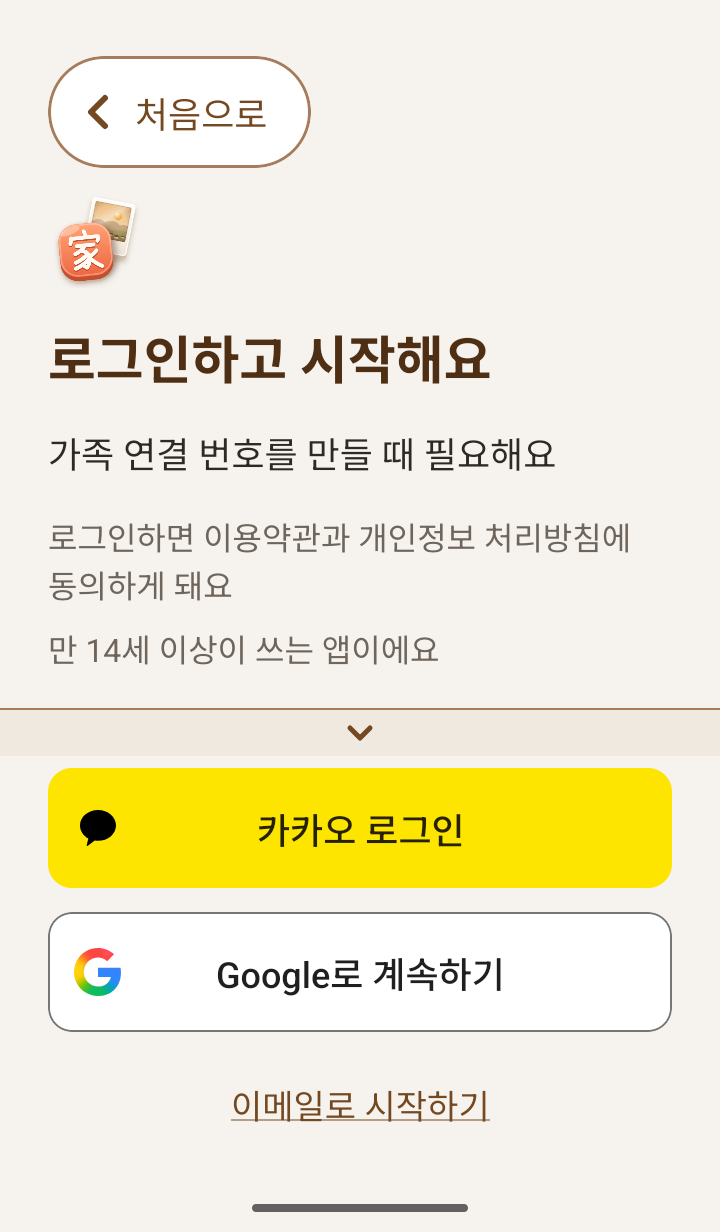 처음으로
家
로그인하고 시작해요
가족 연결 번호를 만들 때 필요해요
로그인하면 이용약관과 개인정보 처리방침에
동의하게 돼요
만 14세 이상이 쓰는 앱이에요
카카오 로그인
Google로 계속하기
이메일로 시작하기